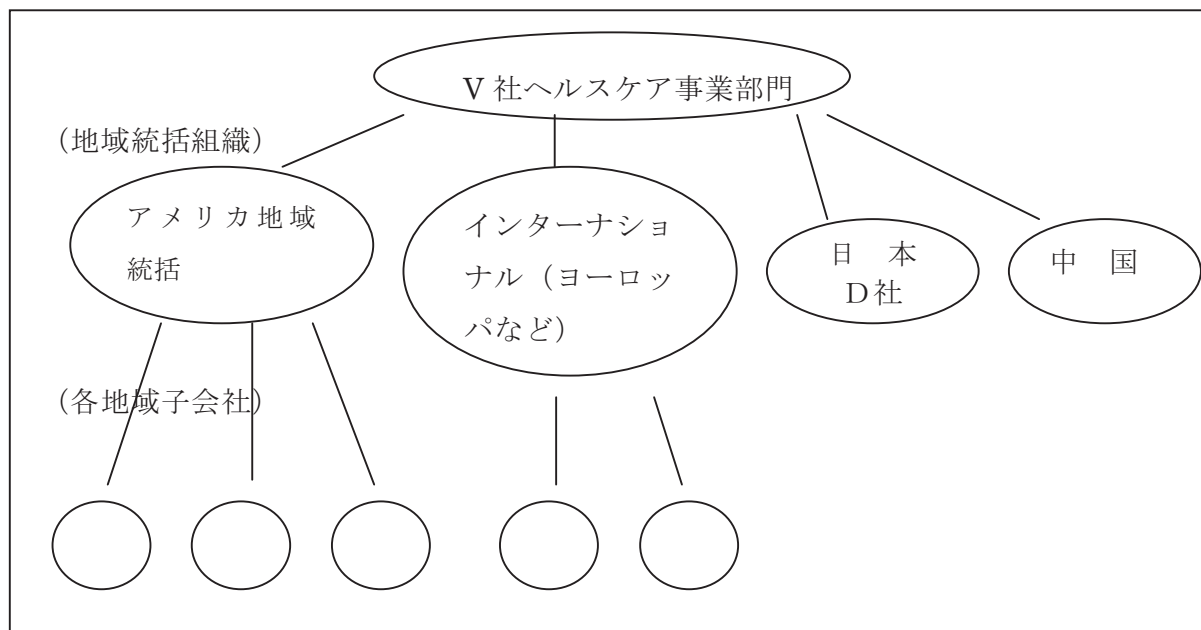 V 社ヘルスケア事業部門
（地域統括組織）
アメリカ地域
統括
インターナショ
ナル（ヨーロッ
パなど）
日 本
Ｄ社
中 国
（各地域子会社）